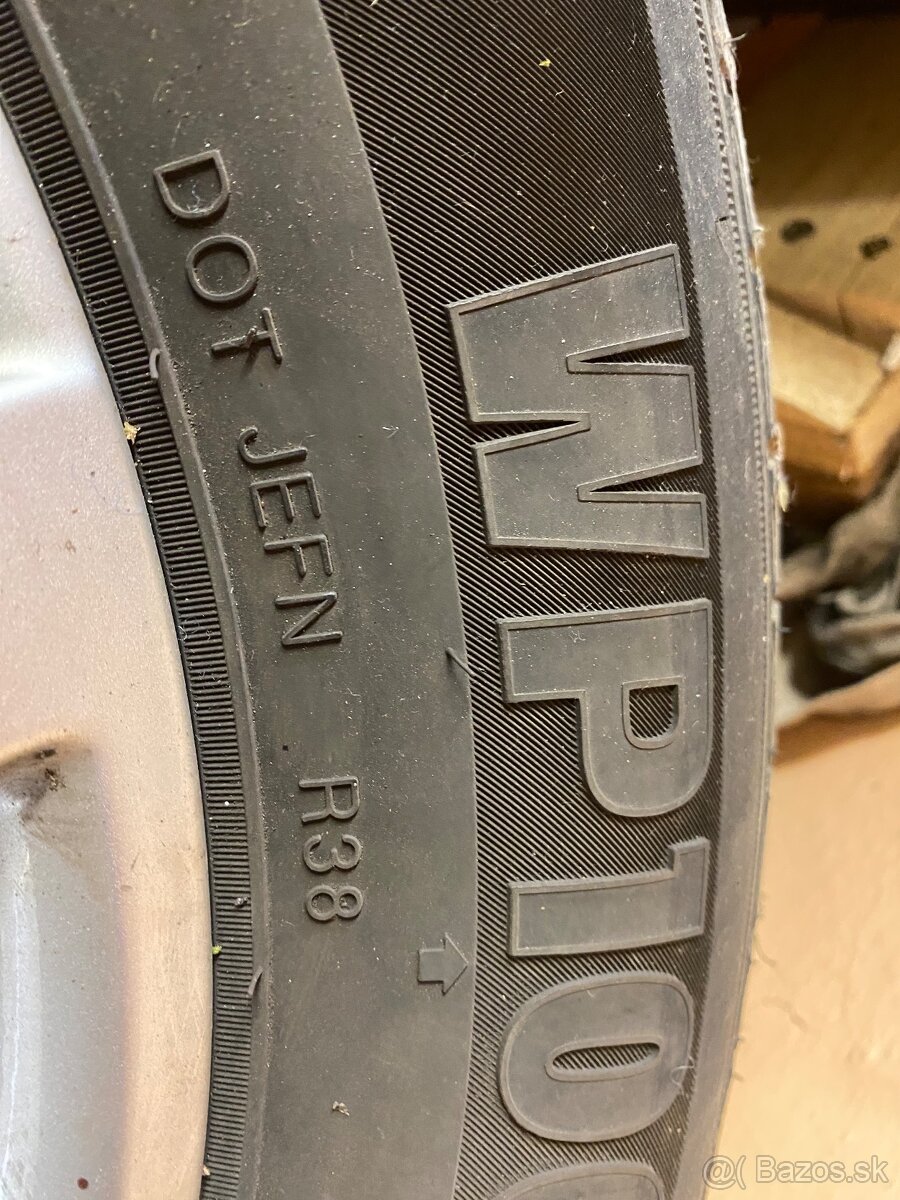 DOT JEFN R38
WP10
@( Bazos.sk